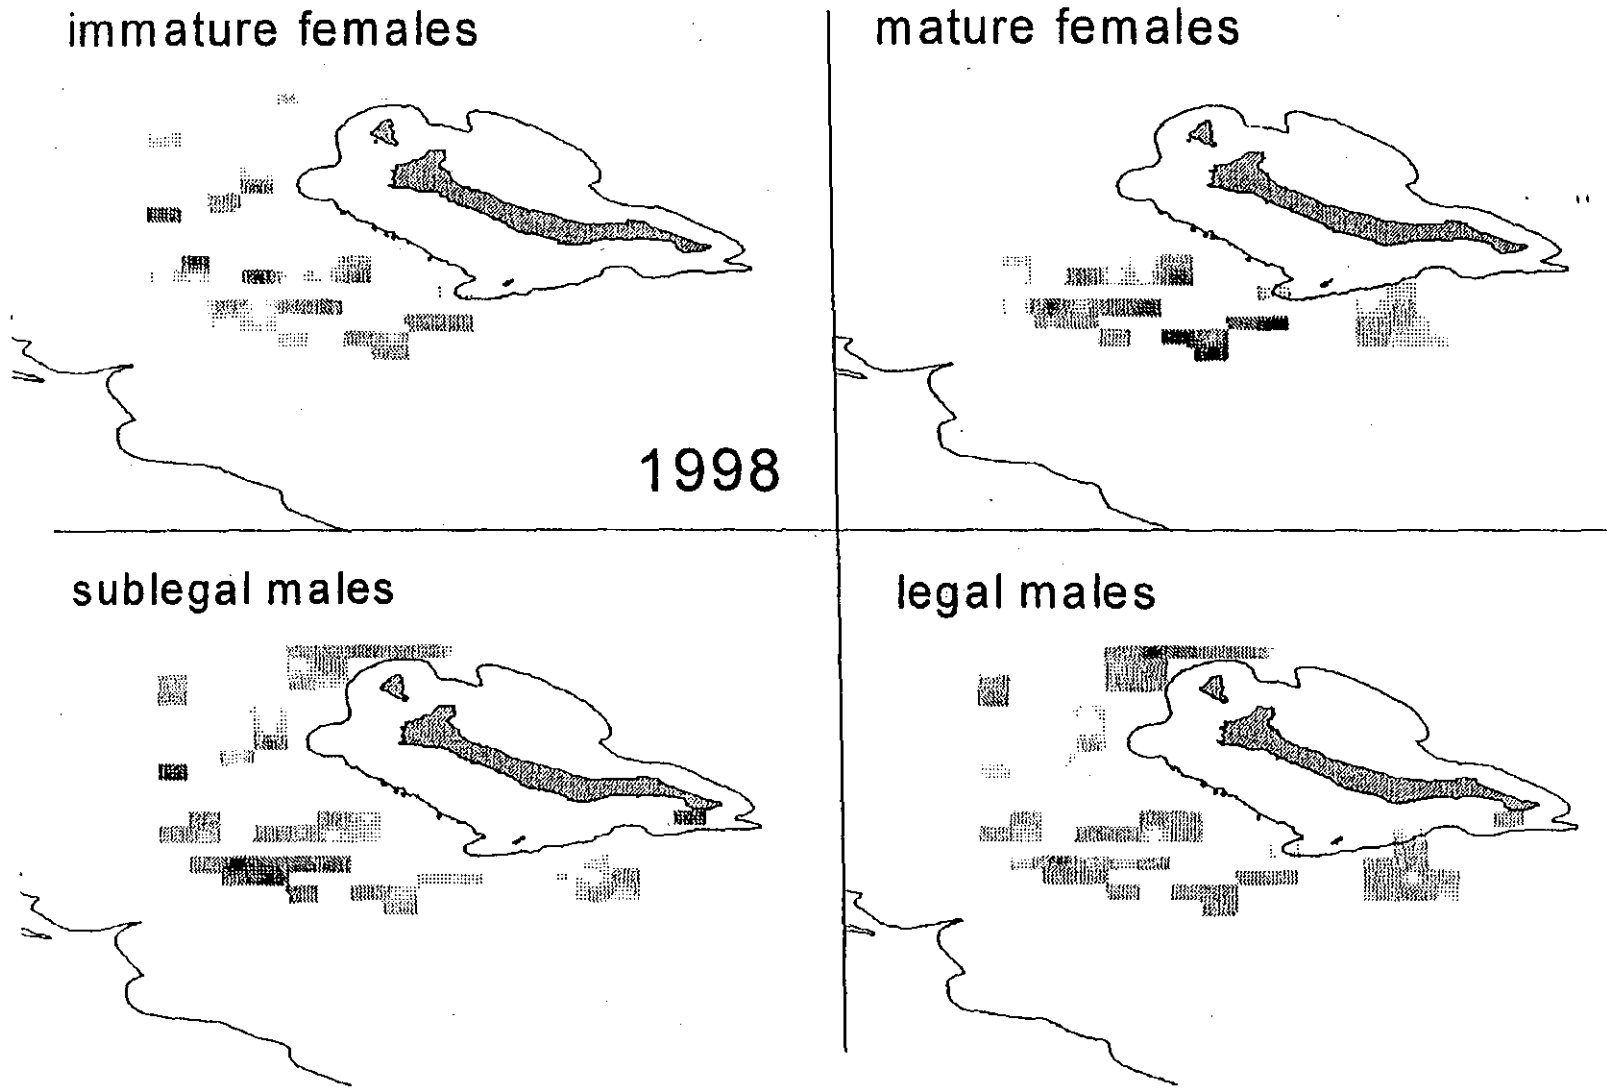 immature females
mature females
1998
sublegal males
legal males